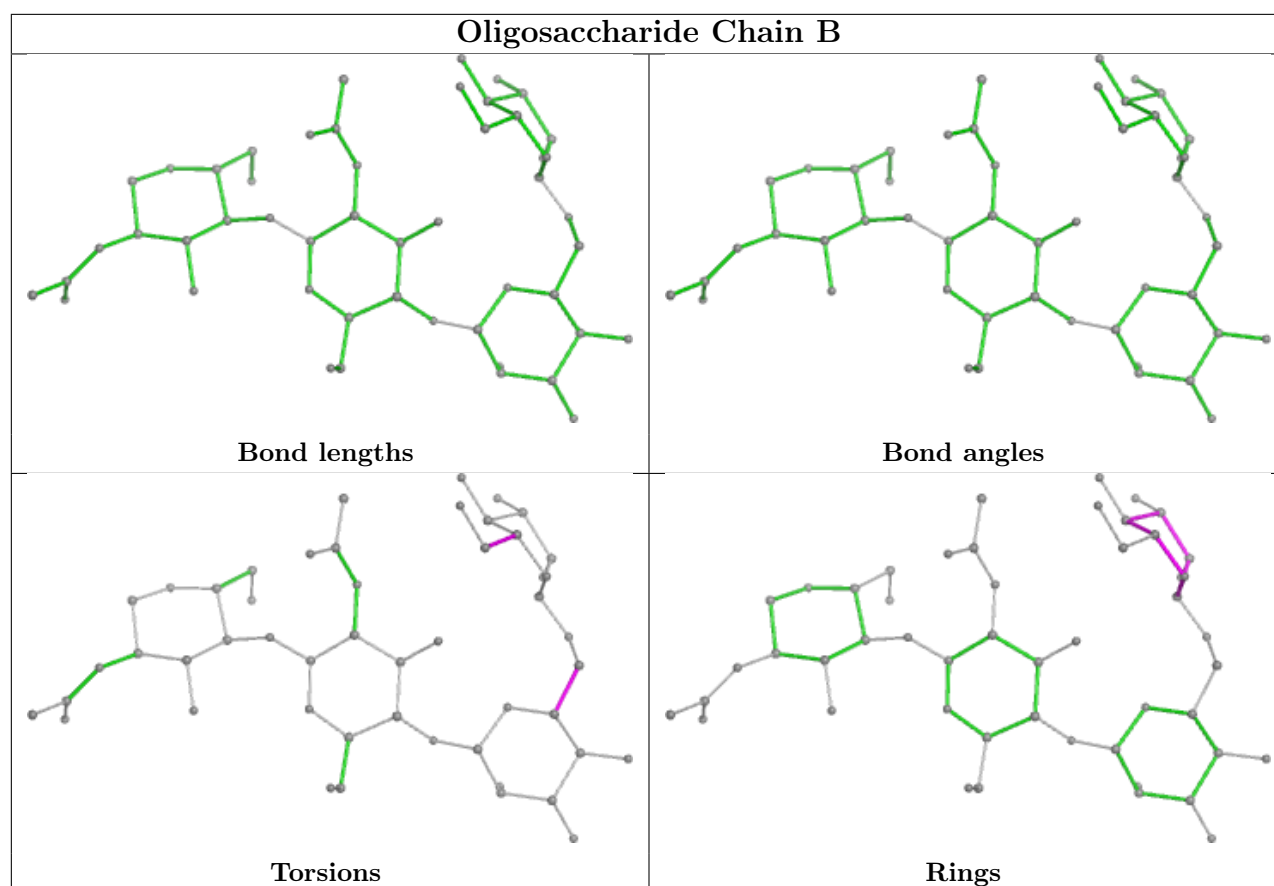 Oligosaccharide Chain B
Bond lengths
Bond angles
Torsions
Rings